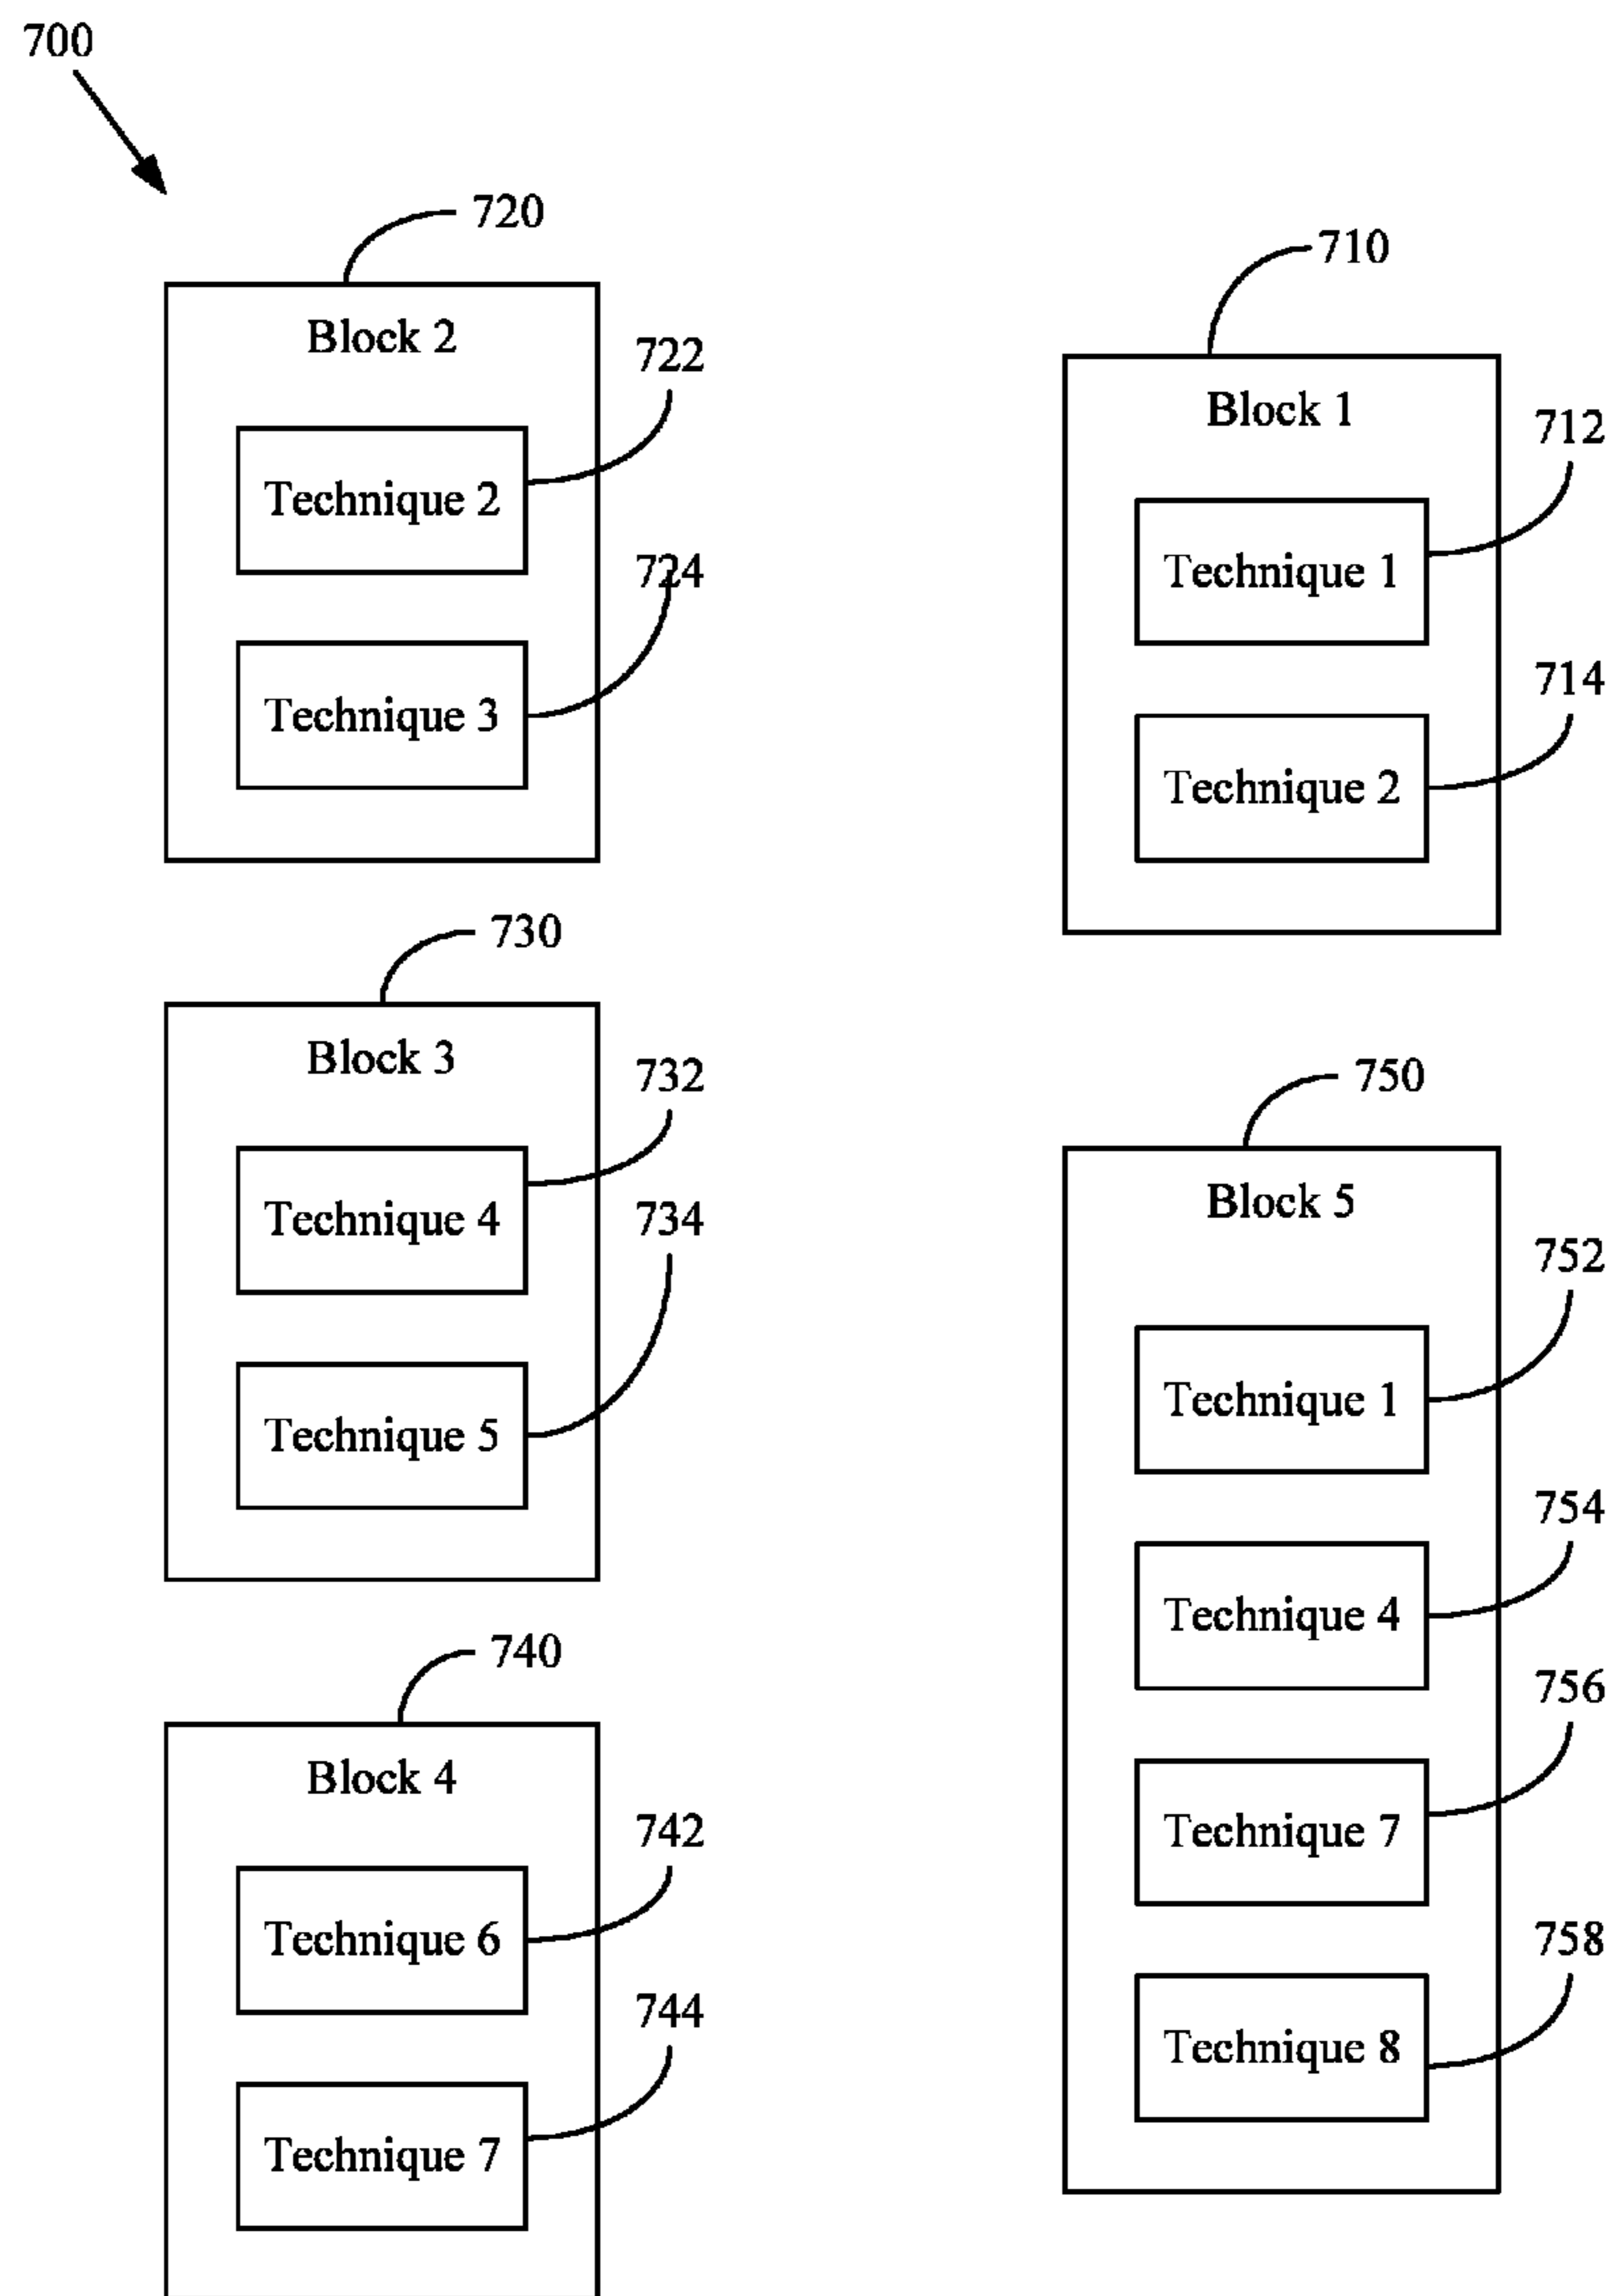 700
720
Block 2
722
Technique 2
724
Technique 3
730
Block 3
732
Technique 4
734
Technique 5
740
Block 4
742
Technique 6
744
Technique 7
710
Block 1
712
Technique 1
714
Technique 2
750
Block 5
752
Technique 1
754
Technique 4
756
Technique 7
758
Technique 8